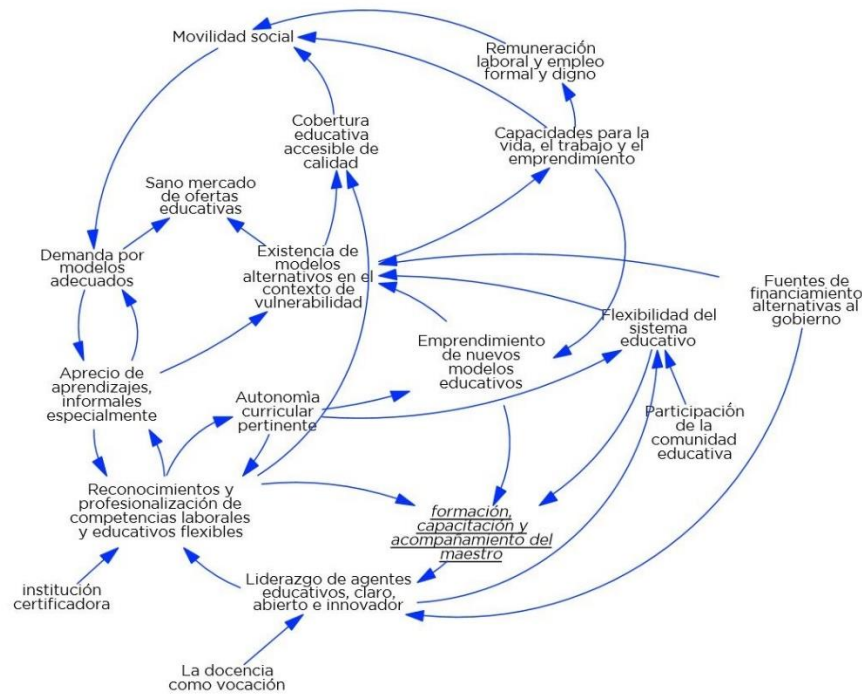 Movilidad social
Remuneración
laboral y empleo
formal y digno
Cobertura
educativa
accesible de
calidad
Capacidades para la
vida, el trabajo y el
emprendimiento
Sano mercado
de ofertas
educativas
Demanda por
modelos
adecuados
Existencia de
modelos
alternativos en el
contexto de
vulnerabilidad
Fuentes de
financiamiento
alternativas al
gobierno
Flexibilidad del
sistema
educativo
Emprendimiento
de nuevos
modelos
educativos
Aprecio de
aprendizajes,
informales
especialmente
Autonomìa
curricular
pertinente
Participación
de la
comunidad
educativa
Reconocimientos y
profesionalización de
competencias laborales
y educativos flexibles
formación,
capacitación y
acompañamiento del
maestro
institución
certificadora
Liderazgo de agentes
educativos, claro,
abierto e innovador
La docencia
como vocación